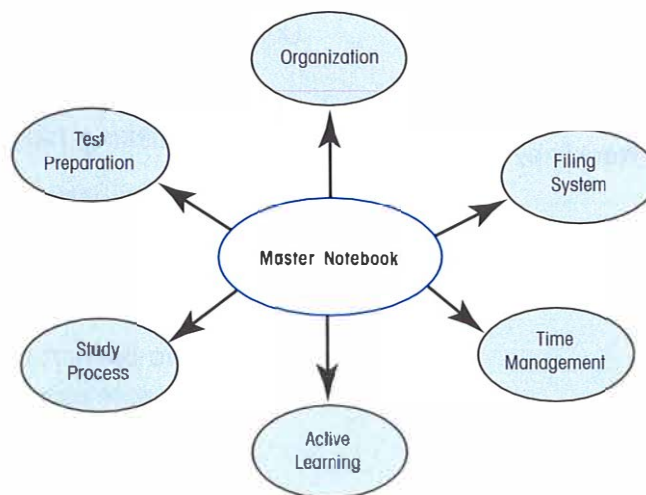 Organization
Test
Preparation
Filing
System
Master Notebook
Study
Process
Time
Management
Active
Learning